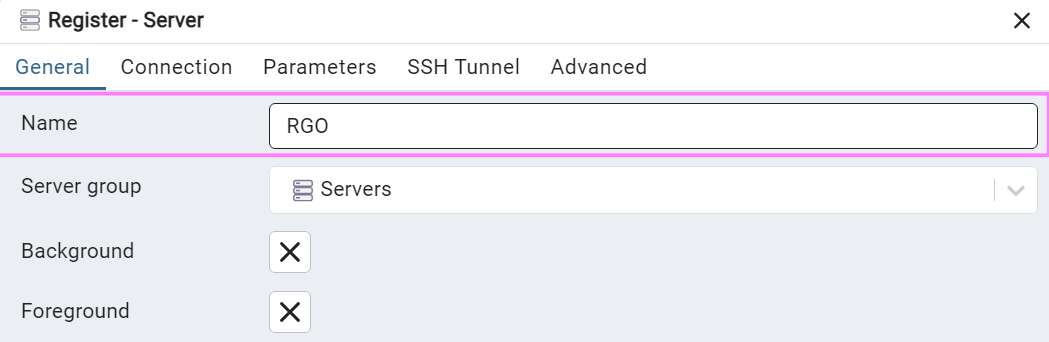 Register - Server
General Connection Parameters SSH Tunnel Advanced
Name RGO
Server group Servers
Background
Foreground